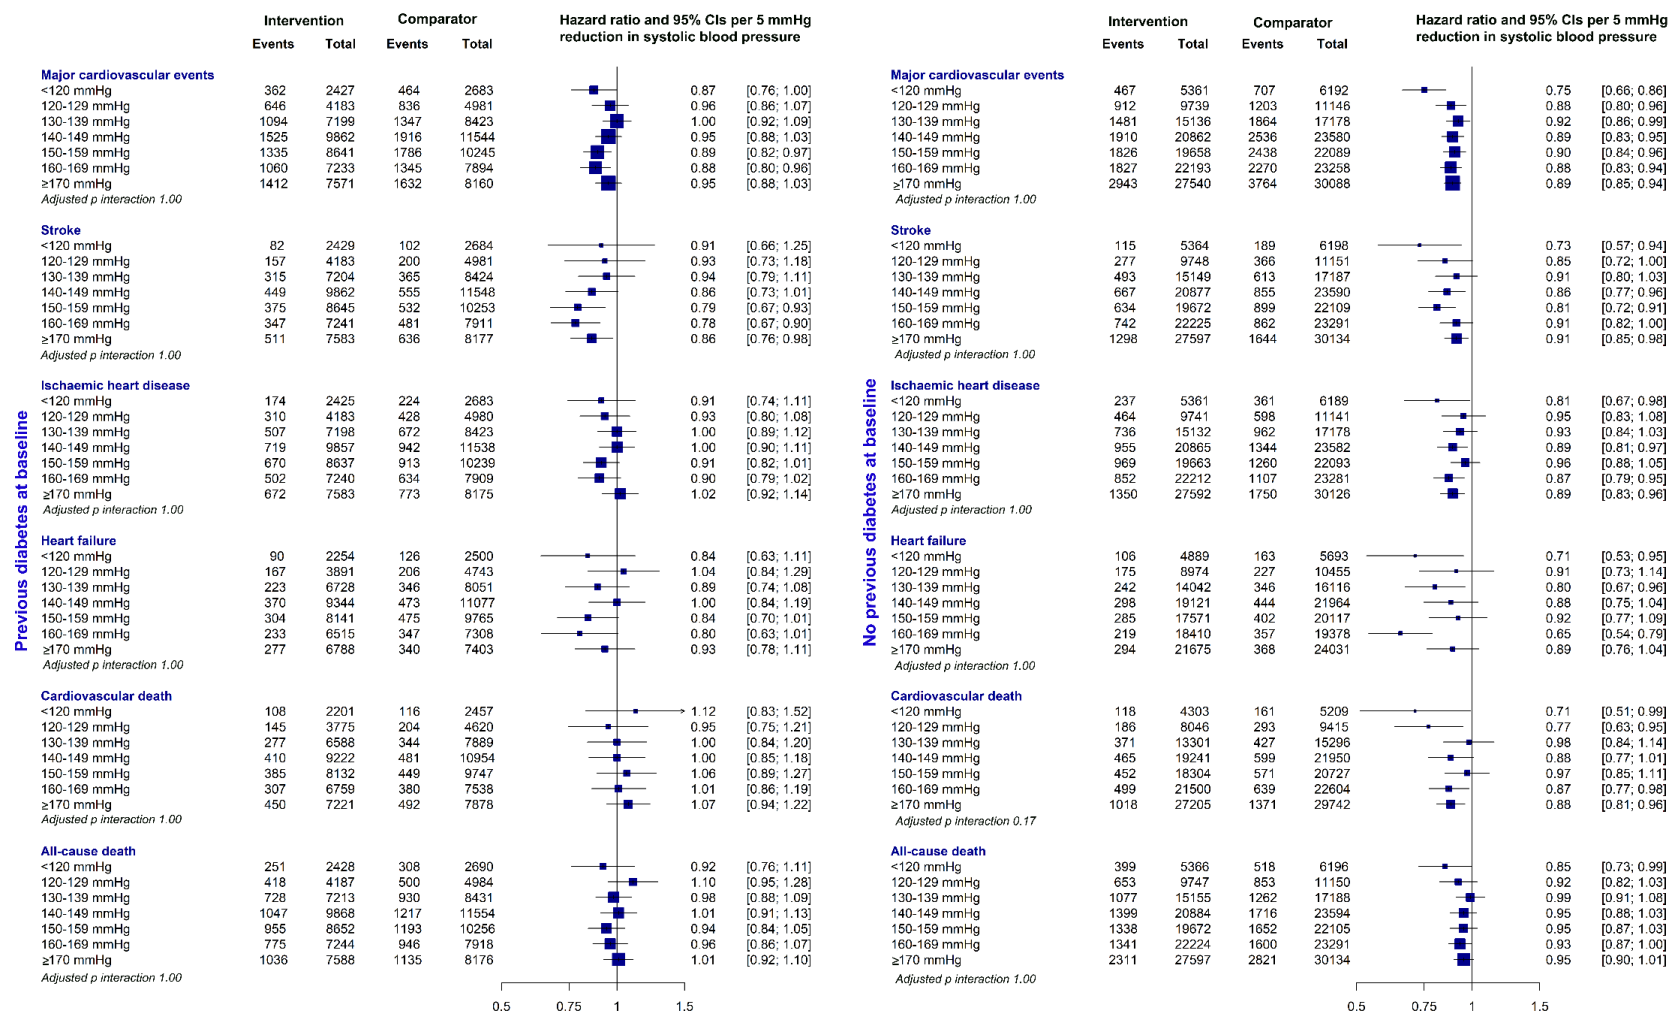 Previous diabetes at baseline
Intervention Comparator Hazard ratio and 95% CIs per 5 mmHg
Events Total Events Total reduction in systolic blood pressure
Major cardiovascular events
<120 mmHg 362 2427 464 2683 0.87 [0.76; 1.00]
120-129 mmHg 646 4183 836 4981 0.96 [0.86; 1.07]
130-139 mmHg 1094 7199 1347 8423 1.00 [0.92; 1.09]
140-149 mmHg 1525 9862 1916 11544 0.95 [0.88; 1.03]
150-159 mmHg 1335 8641 1786 10245 0.89 [0.82; 0.97]
160-169 mmHg 1060 7233 1345 7894 0.88 [0.80; 0.96]
≥170 mmHg 1412 7571 1632 8160 0.95 [0.88; 1.03]
Adjusted p interaction 1.00
Stroke
<120 mmHg 82 2429 102 2684 0.91 [0.66; 1.25]
120-129 mmHg 157 4183 200 4981 0.93 [0.73; 1.18]
130-139 mmHg 315 7204 365 8424 0.94 [0.79; 1.11]
140-149 mmHg 449 9862 555 11548 0.86 [0.73; 1.01]
150-159 mmHg 375 8645 532 10253 0.79 [0.67; 0.93]
160-169 mmHg 347 7241 481 7911 0.78 [0.67; 0.90]
≥170 mmHg 511 7583 636 8177 0.86 [0.76; 0.98]
Adjusted p interaction 1.00
Ischaemic heart disease
<120 mmHg 174 2425 224 2683 0.91 [0.74; 1.11]
120-129 mmHg 310 4183 428 4980 0.93 [0.80; 1.08]
130-139 mmHg 507 7198 672 8423 1.00 [0.89; 1.12]
140-149 mmHg 719 9857 942 11538 1.00 [0.90; 1.11]
150-159 mmHg 670 8637 913 10239 0.91 [0.82; 1.01]
160-169 mmHg 502 7240 634 7909 0.90 [0.79; 1.02]
≥170 mmHg 672 7583 773 8175 1.02 [0.92; 1.14]
Adjusted p interaction 1.00
Heart failure
<120 mmHg 90 2254 126 2500 0.84 [0.63; 1.11]
120-129 mmHg 167 3891 206 4743 1.04 [0.84; 1.29]
130-139 mmHg 223 6728 346 8051 0.89 [0.74; 1.08]
140-149 mmHg 370 9344 473 11077 1.00 [0.84; 1.19]
150-159 mmHg 304 8141 475 9765 0.84 [0.70; 1.01]
160-169 mmHg 233 6515 347 7308 0.80 [0.63; 1.01]
≥170 mmHg 277 6788 340 7403 0.93 [0.78; 1.11]
Adjusted p interaction 1.00
Cardiovascular death
<120 mmHg 108 2201 116 2457 1.12 [0.83; 1.52]
120-129 mmHg 145 3775 204 4620 0.95 [0.75; 1.21]
130-139 mmHg 277 6588 344 7889 1.00 [0.84; 1.20]
140-149 mmHg 410 9222 481 10954 1.00 [0.85; 1.18]
150-159 mmHg 385 8132 449 9747 1.06 [0.89; 1.27]
160-169 mmHg 307 6759 380 7538 1.01 [0.86; 1.19]
≥170 mmHg 450 7221 492 7878 1.07 [0.94; 1.22]
Adjusted p interaction 1.00
All-cause death
<120 mmHg 251 2428 308 2690 0.92 [0.76; 1.11]
120-129 mmHg 418 4187 500 4984 1.10 [0.95; 1.28]
130-139 mmHg 728 7213 930 8431 0.98 [0.88; 1.09]
140-149 mmHg 1047 9868 1217 11554 1.01 [0.91; 1.13]
150-159 mmHg 955 8652 1193 10256 0.94 [0.84; 1.05]
160-169 mmHg 775 7244 946 7918 0.96 [0.86; 1.07]
≥170 mmHg 1036 7588 1135 8176 1.01 [0.92; 1.10]
Adjusted p interaction 1.00
0.5 0.75 1 1.5
No previous diabetes at baseline
Intervention Comparator Hazard ratio and 95% CIs per 5 mmHg
Events Total Events Total reduction in systolic blood pressure
Major cardiovascular events
<120 mmHg 467 5361 707 6192 0.75 [0.66; 0.86]
120-129 mmHg 912 9739 1203 11146 0.88 [0.80; 0.96]
130-139 mmHg 1481 15136 1864 17178 0.92 [0.86; 0.99]
140-149 mmHg 1910 20862 2536 23580 0.89 [0.83; 0.95]
150-159 mmHg 1826 19658 2438 22089 0.90 [0.84; 0.96]
160-169 mmHg 1827 22193 2270 23258 0.88 [0.83; 0.94]
≥170 mmHg 2943 27540 3764 30088 0.89 [0.85; 0.94]
Adjusted p interaction 1.00
Stroke
<120 mmHg 115 5364 189 6198 0.73 [0.57; 0.94]
120-129 mmHg 277 9748 366 11151 0.85 [0.72; 1.00]
130-139 mmHg 493 15149 613 17187 0.91 [0.80; 1.03]
140-149 mmHg 667 20877 855 23590 0.86 [0.77; 0.96]
150-159 mmHg 634 19672 899 22109 0.81 [0.72; 0.91]
160-169 mmHg 742 22225 862 23291 0.91 [0.82; 1.00]
≥170 mmHg 1298 27597 1644 30134 0.91 [0.85; 0.98]
Adjusted p interaction 1.00
Ischaemic heart disease
<120 mmHg 237 5361 361 6189 0.81 [0.67; 0.98]
120-129 mmHg 464 9741 598 11141 0.95 [0.83; 1.08]
130-139 mmHg 736 15132 962 17178 0.93 [0.84; 1.03]
140-149 mmHg 955 20865 1344 23582 0.89 [0.81; 0.97]
150-159 mmHg 969 19663 1260 22093 0.96 [0.88; 1.05]
160-169 mmHg 852 22212 1107 23281 0.87 [0.79; 0.95]
≥170 mmHg 1350 27592 1750 30126 0.89 [0.83; 0.96]
Adjusted p interaction 1.00
Heart failure
<120 mmHg 106 4889 163 5693 0.71 [0.53; 0.95]
120-129 mmHg 175 8974 227 10455 0.91 [0.73; 1.14]
130-139 mmHg 242 14042 346 16116 0.80 [0.67; 0.96]
140-149 mmHg 298 19121 444 21964 0.88 [0.75; 1.04]
150-159 mmHg 285 17571 402 20117 0.92 [0.77; 1.09]
160-169 mmHg 219 18410 357 19378 0.65 [0.54; 0.79]
≥170 mmHg 294 21675 368 24031 0.89 [0.76; 1.04]
Adjusted p interaction 1.00
Cardiovascular death
<120 mmHg 118 4303 161 5209 0.71 [0.51; 0.99]
120-129 mmHg 186 8046 293 9415 0.77 [0.63; 0.95]
130-139 mmHg 371 13301 427 15296 0.98 [0.84; 1.14]
140-149 mmHg 465 19241 599 21950 0.88 [0.77; 1.01]
150-159 mmHg 452 18304 571 20727 0.97 [0.85; 1.11]
160-169 mmHg 499 21500 639 22604 0.87 [0.77; 0.98]
≥170 mmHg 1018 27205 1371 29742 0.88 [0.81; 0.96]
Adjusted p interaction 0.17
All-cause death
<120 mmHg 399 5366 518 6196 0.85 [0.73; 0.99]
120-129 mmHg 653 9747 853 11150 0.92 [0.82; 1.03]
130-139 mmHg 1077 15155 1262 17188 0.99 [0.91; 1.08]
140-149 mmHg 1399 20884 1716 23594 0.95 [0.88; 1.03]
150-159 mmHg 1338 19672 1652 22105 0.95 [0.87; 1.03]
160-169 mmHg 1341 22224 1600 23291 0.93 [0.87; 1.00]
≥170 mmHg 2311 27597 2821 30134 0.95 [0.90; 1.01]
Adjusted p interaction 1.00
0.5 0.75 1 1.5